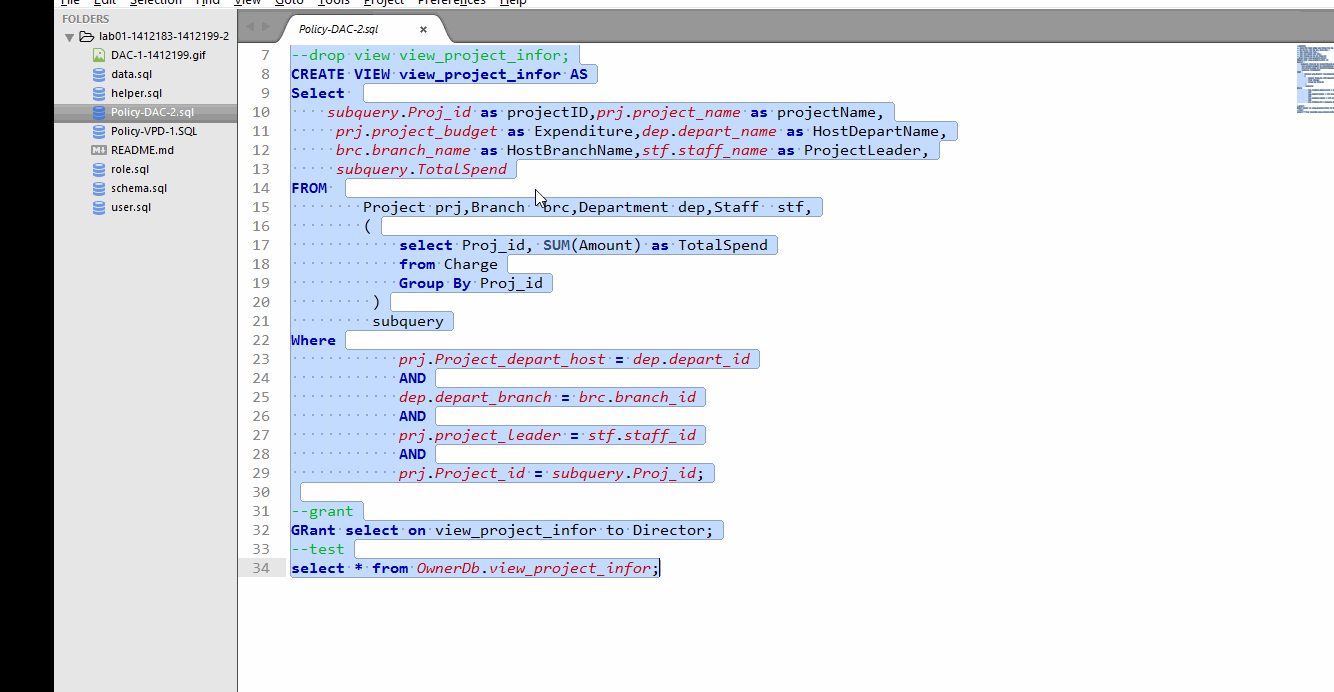 File Edit Selection Find View Goto Tools Project Preferences Help
FOLDERS
lab01-1412183-1412199-2
DAC-1-1412199.gif
data.sql
helper.sql
Policy-DAC-2.sql
Policy-VPD-1.SQL
README.md
role.sql
schema.sql
user.sql
Policy-DAC-2.sql
7 --drop view view_project_infor;
8 CREATE VIEW view_project_infor AS
9 Select
10 subquery.Proj_id as projectID,prj.project_name as projectName,
11 prj.project_budget as Expenditure,dep.depart_name as HostDepartName,
12 brc.branch_name as HostBranchName,stf.staff_name as ProjectLeader,
13 subquery.TotalSpend
14 FROM
15 Project prj,Branch brc,Department dep,Staff stf,
16 (
17 select Proj_id, SUM(Amount) as TotalSpend
18 from Charge
19 Group By Proj_id
20 )
21 subquery
22 Where
23 prj.Project_depart_host = dep.depart_id
24 AND
25 dep.depart_branch = brc.branch_id
26 AND
27 prj.project_leader = stf.staff_id
28 AND
29 prj.Project_id = subquery.Proj_id;
30
31 --grant
32 GRant select on view_project_infor to Director;
33 --test
34 select * from OwnerDb.view_project_infor;